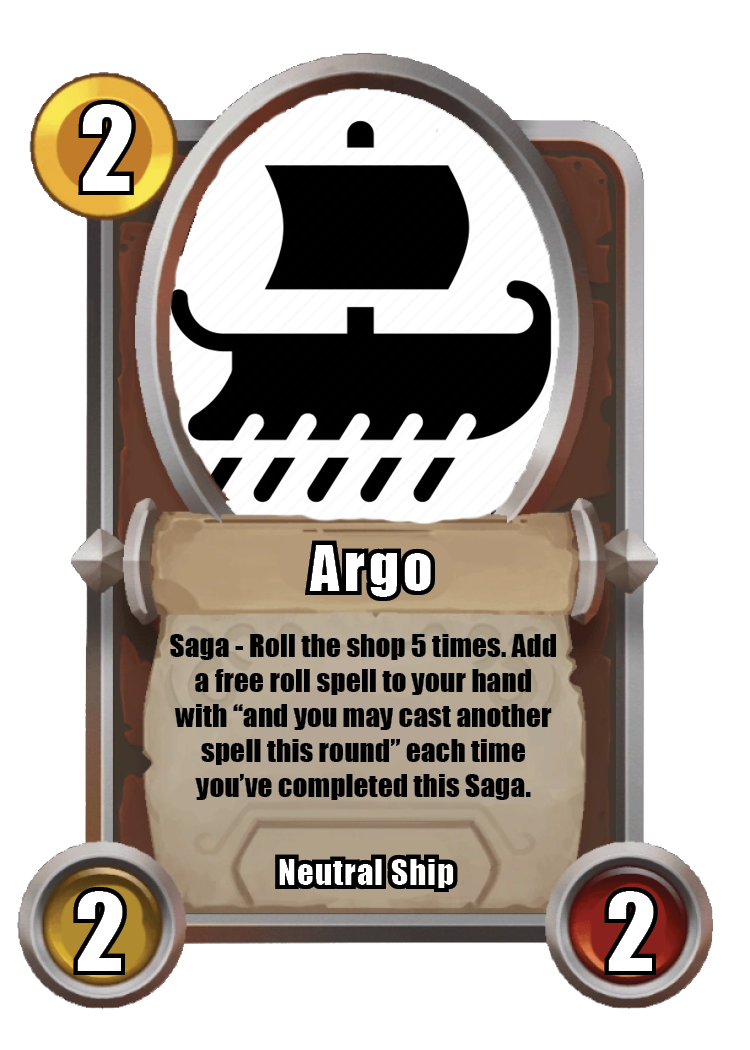 2
Argo
Saga - Roll the shop 5 times. Add
a free roll spell to your hand
with “and you may cast another
spell this round” each time
you’ve completed this Saga.
Neutral Ship
2
2